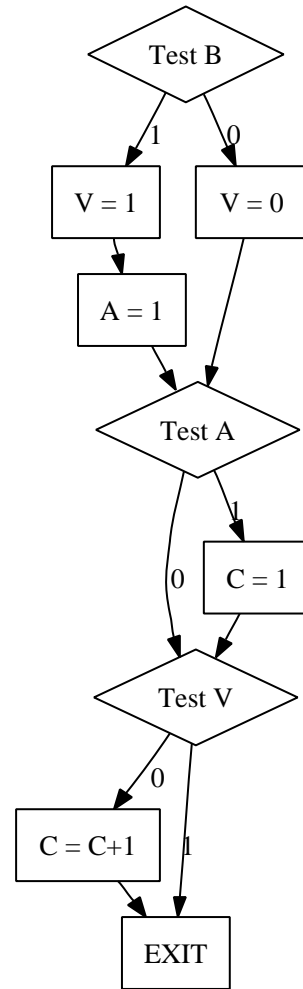 Test B
1
0
V = 1
V = 0
A = 1
Test A
1
0
C = 1
Test V
0
1
C = C+1
EXIT